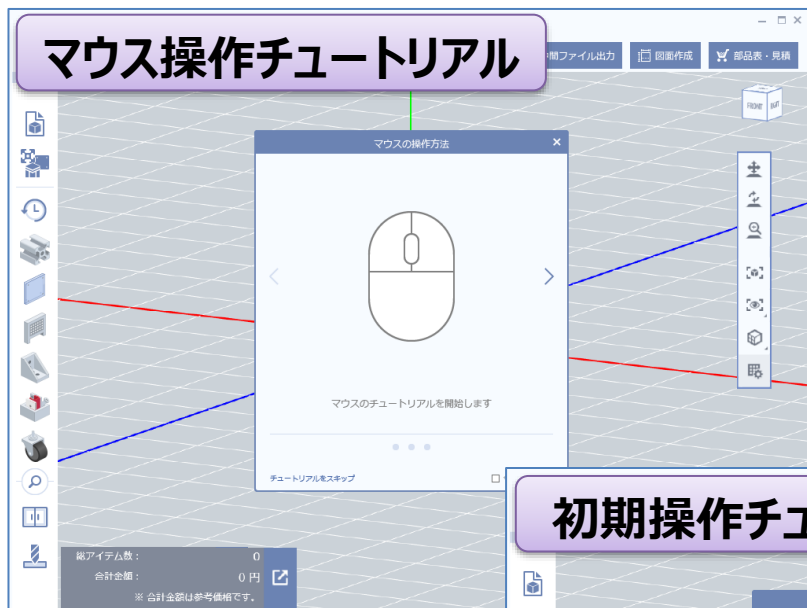 マウス操作チュートリアル
間ファイル出力
図面作成
部品表・見積
FRONT
マウスの操作方法
マウスのチュートリアルを開始します
チュートリアルをスキップ
初期操作チュ
総アイテム数：
0
合計金額：
0 円
※ 合計金額は参考価格です。